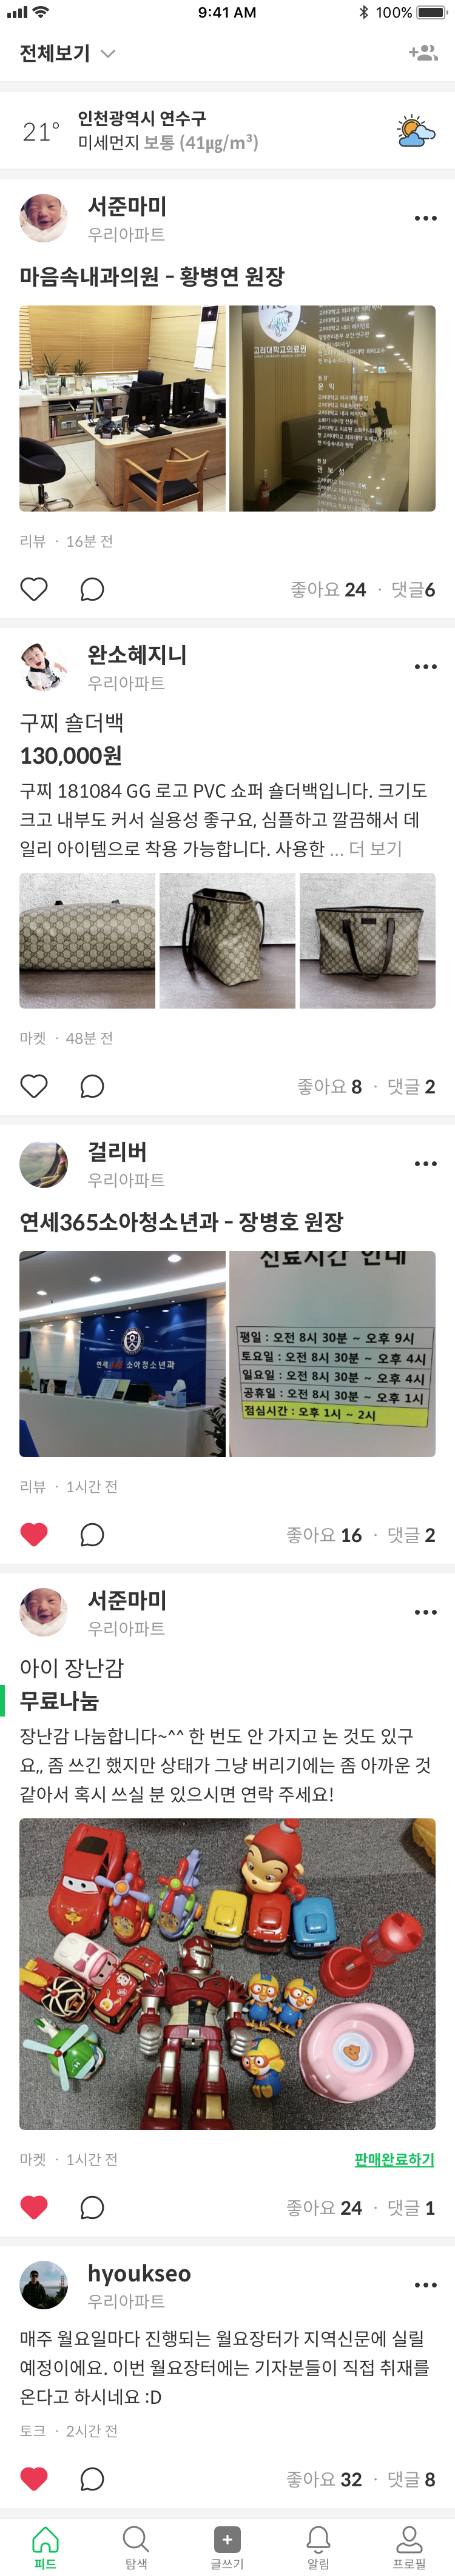 9:41 AM
100%
전체보기
21°
인천광역시 연수구
미세먼지 보통 (41㎍/m³)
서준마미
우리아파트
마음속내과의원 - 황병연 원장
고려대학교의료원
원장
윤 익
고려대학교 의과대학 졸업
원장
권 보 성
리뷰 · 16분 전
좋아요 24 · 댓글6
완소혜지니
우리아파트
구찌 숄더백
130,000원
구찌 181084 GG 로고 PVC 쇼퍼 숄더백입니다. 크기도
크고 내부도 커서 실용성 좋구요, 심플하고 깔끔해서 데
일리 아이템으로 착용 가능합니다. 사용한 ... 더 보기
마켓 · 48분 전
좋아요 8 · 댓글 2
걸리버
우리아파트
연세365소아청소년과 - 장병호 원장
연세365 소아청소년과
진료시간 안내
평일 : 오전 8시 30분 ~ 오후 9시
토요일 : 오전 8시 30분 ~ 오후 4시
일요일 : 오전 8시 30분 ~ 오후 4시
공휴일 : 오전 8시 30분 ~ 오후 1시
점심시간 : 오후 1시 ~ 2시
리뷰 · 1시간 전
좋아요 16 · 댓글 2
서준마미
우리아파트
아이 장난감
무료나눔
장난감 나눔합니다~^^ 한 번도 안 가지고 논 것도 있구
요,, 좀 쓰긴 했지만 상태가 그냥 버리기에는 좀 아까운 것
같아서 혹시 쓰실 분 있으시면 연락 주세요!
마켓 · 1시간 전
판매완료하기
좋아요 24 · 댓글 1
hyoukseo
우리아파트
매주 월요일마다 진행되는 월요장터가 지역신문에 실릴
예정이에요. 이번 월요장터에는 기자분들이 직접 취재를
온다고 하시네요 :D
토크 · 2시간 전
좋아요 32 · 댓글 8
피드
탐색
글쓰기
알림
프로필